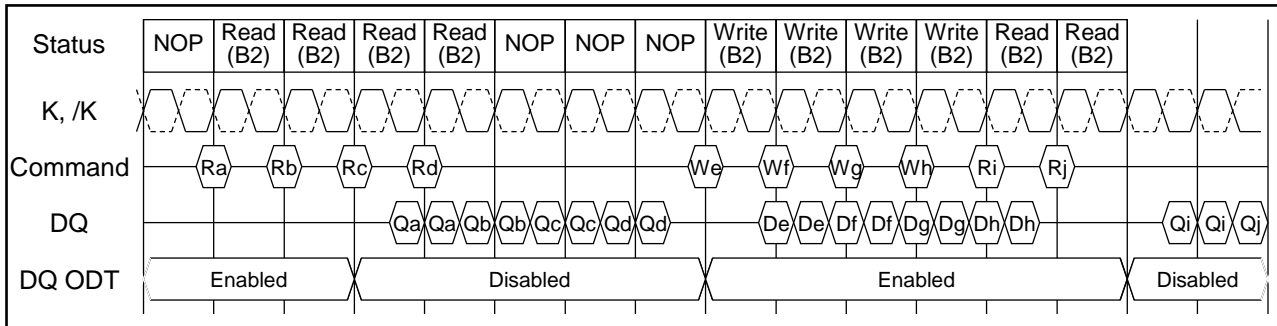 Status NOP Read (B2) Read (B2) Read (B2) Read (B2) NOP NOP NOP Write (B2) Write (B2) Write (B2) Write (B2) Read (B2) Read (B2)
K, /K
Command Ra Rb Rc Rd We Wf Wg Wh Ri Rj
DQ Qa Qa Qb Qb Qc Qc Qd Qd De De Df Df Dg Dg Dh Dh Qi Qi Qj
DQ ODT Enabled Disabled Enabled Disabled